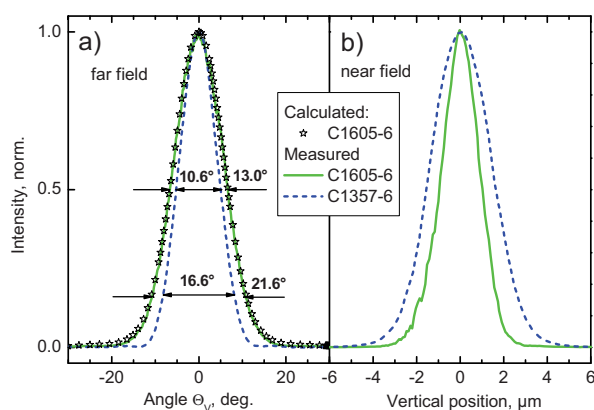 a)
far field
b)
near field
Calculated:
C1605-6
Measured
C1605-6
C1357-6
10.6°
13.0°
16.6°
21.6°
1.0
0.5
0.0
Intensity, norm.
-20
0
20
-6
-4
-2
0
2
4
6
Angle Θᵥ, deg.
Vertical position, µm